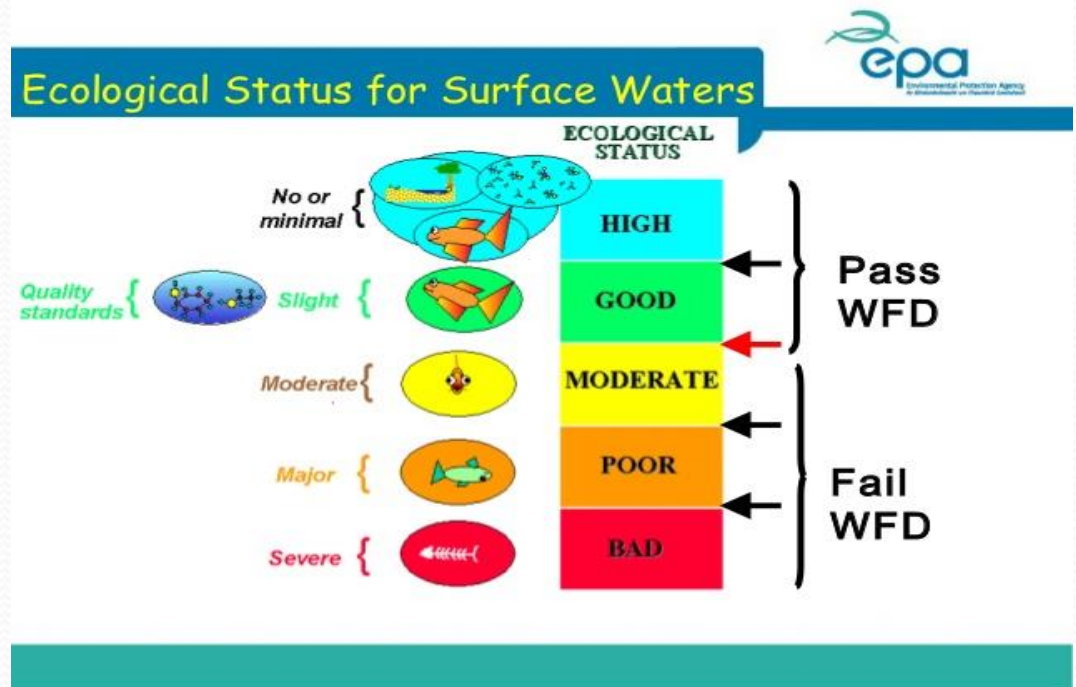 epa
Environmental Protection Agency
Ecological Status for Surface Waters
ECOLOGICAL
STATUS
No or
minimal {
HIGH
Pass
WFD
Quality
standards {
Slight {
GOOD
Moderate {
MODERATE
Major {
POOR
Fail
WFD
Severe {
BAD